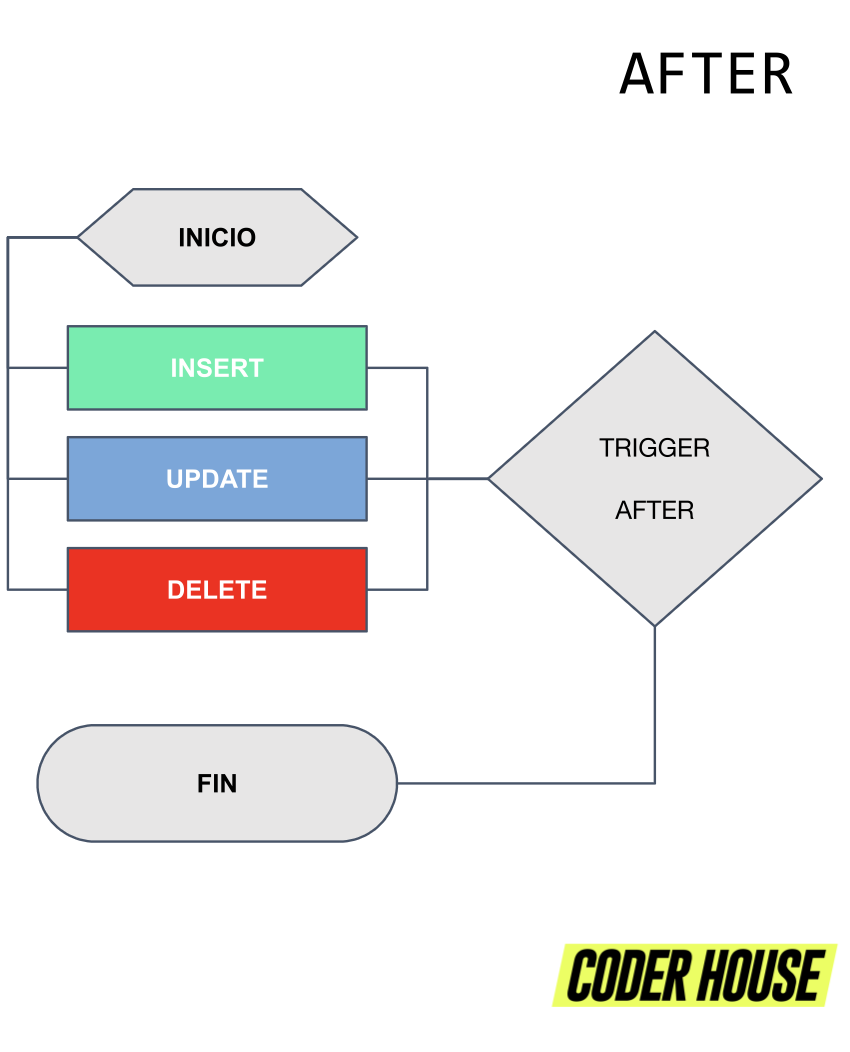 AFTER
INICIO
INSERT
UPDATE
DELETE
TRIGGER
AFTER
FIN
CODER HOUSE